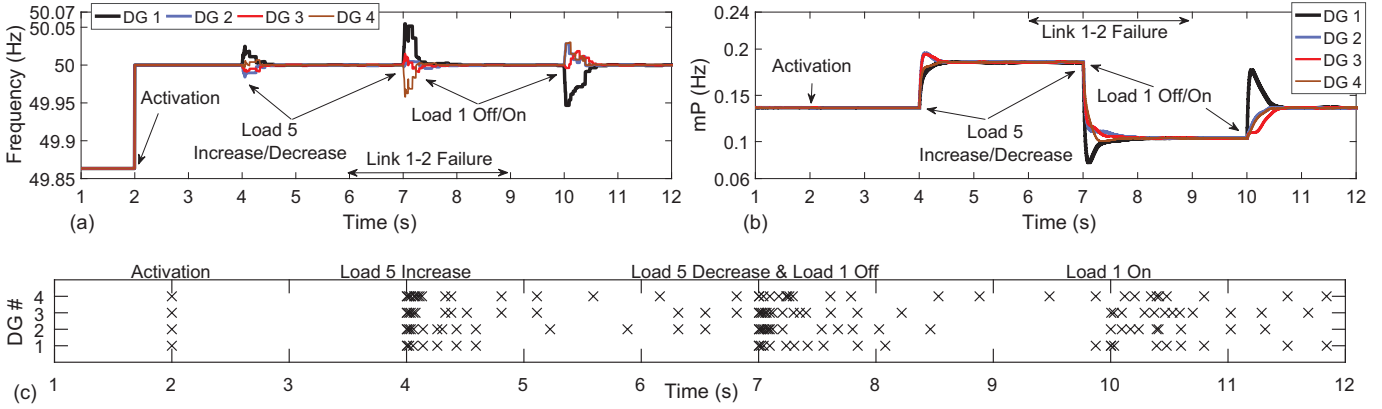 50.05
50
49.95
49.9
49.85
Frequency (Hz)
DG 1 DG 2 DG 3 DG 4
Activation
Load 5
Increase/Decrease
Load 1 Off/On
Link 1-2 Failure
1 2 3 4 5 6 7 8 9 10 11 12
(a) Time (s)
0.24
0.2
0.15
0.1
0.06
mP (Hz)
Link 1-2 Failure
DG 1
DG 2
DG 3
DG 4
Activation
Load 1 Off/On
Load 5
Increase/Decrease
1 2 3 4 5 6 7 8 9 10 11 12
(b) Time (s)
Activation Load 5 Increase Load 5 Decrease & Load 1 Off Load 1 On
DG #
4
3
2
1
1 2 3 4 5 6 7 8 9 10 11 12
(c) Time (s)